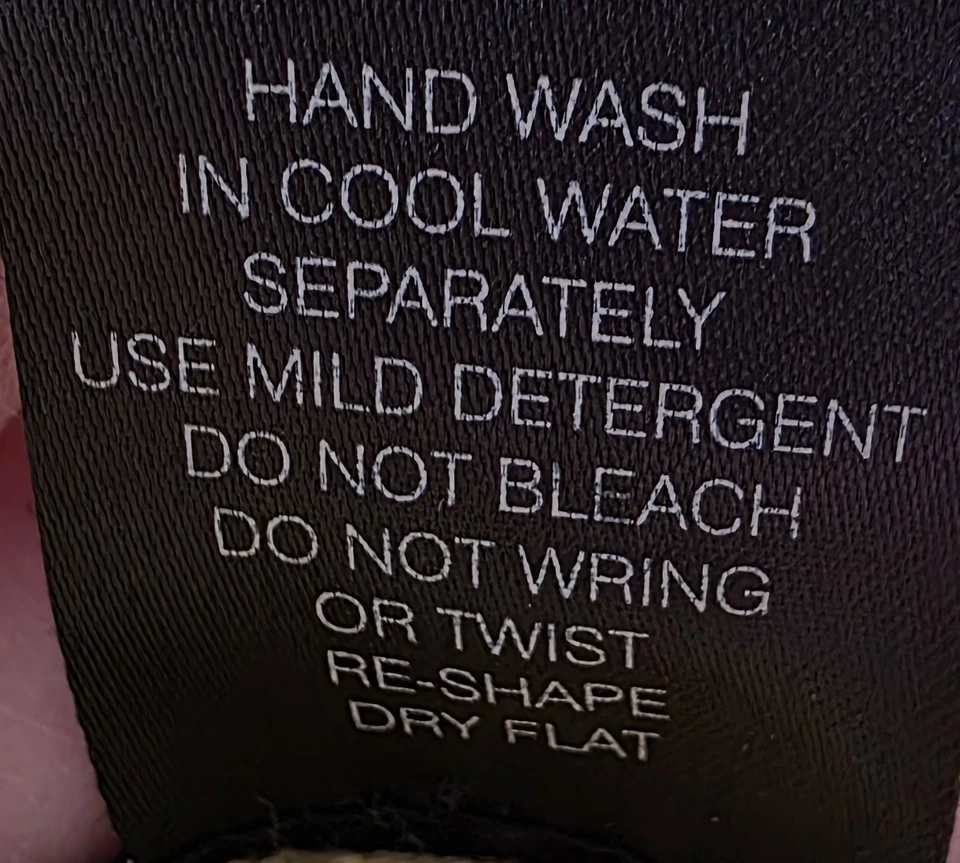 HAND WASH
IN COOL WATER
SEPARATELY
USE MILD DETERGENT
DO NOT BLEACH
DO NOT WRING
OR TWIST
RE-SHAPE
DRY FLAT